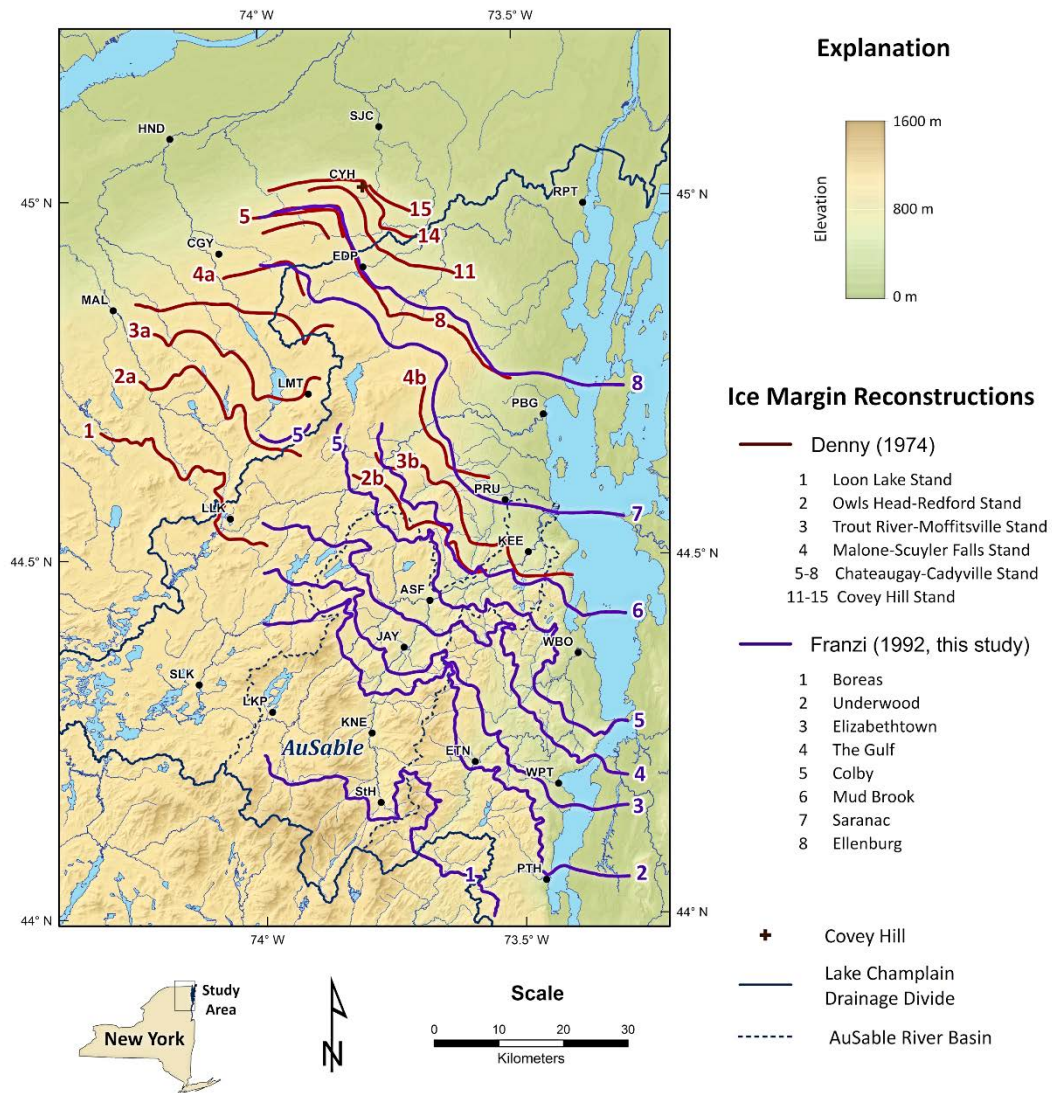 74° W
73.5° W
Explanation
1600 m
800 m
0 m
Elevation
HND
SJC
CYH
RPT
45° N
45° N
15
14
5
CGY
EDP
11
4a
MAL
8
3a
LMT
2a
4b
8
PBG
1
5
5
3b
2b
PRU
7
LLK
KEE
44.5° N
44.5° N
ASF
6
JAY
WBO
SLK
LKP
KNE
5
AuSable
ETN
WPT
4
StH
3
PTH
1
2
44° N
44° N
74° W
73.5° W
Ice Margin Reconstructions
Denny (1974)
1 Loon Lake Stand
2 Owls Head-Redford Stand
3 Trout River-Moffitsville Stand
4 Malone-Scuyler Falls Stand
5-8 Chateaugay-Cadyville Stand
11-15 Covey Hill Stand
Franzi (1992, this study)
1 Boreas
2 Underwood
3 Elizabethtown
4 The Gulf
5 Colby
6 Mud Brook
7 Saranac
8 Ellenburg
Covey Hill
Lake Champlain
Drainage Divide
AuSable River Basin
Study
Area
New York
N
Scale
0 10 20 30
Kilometers